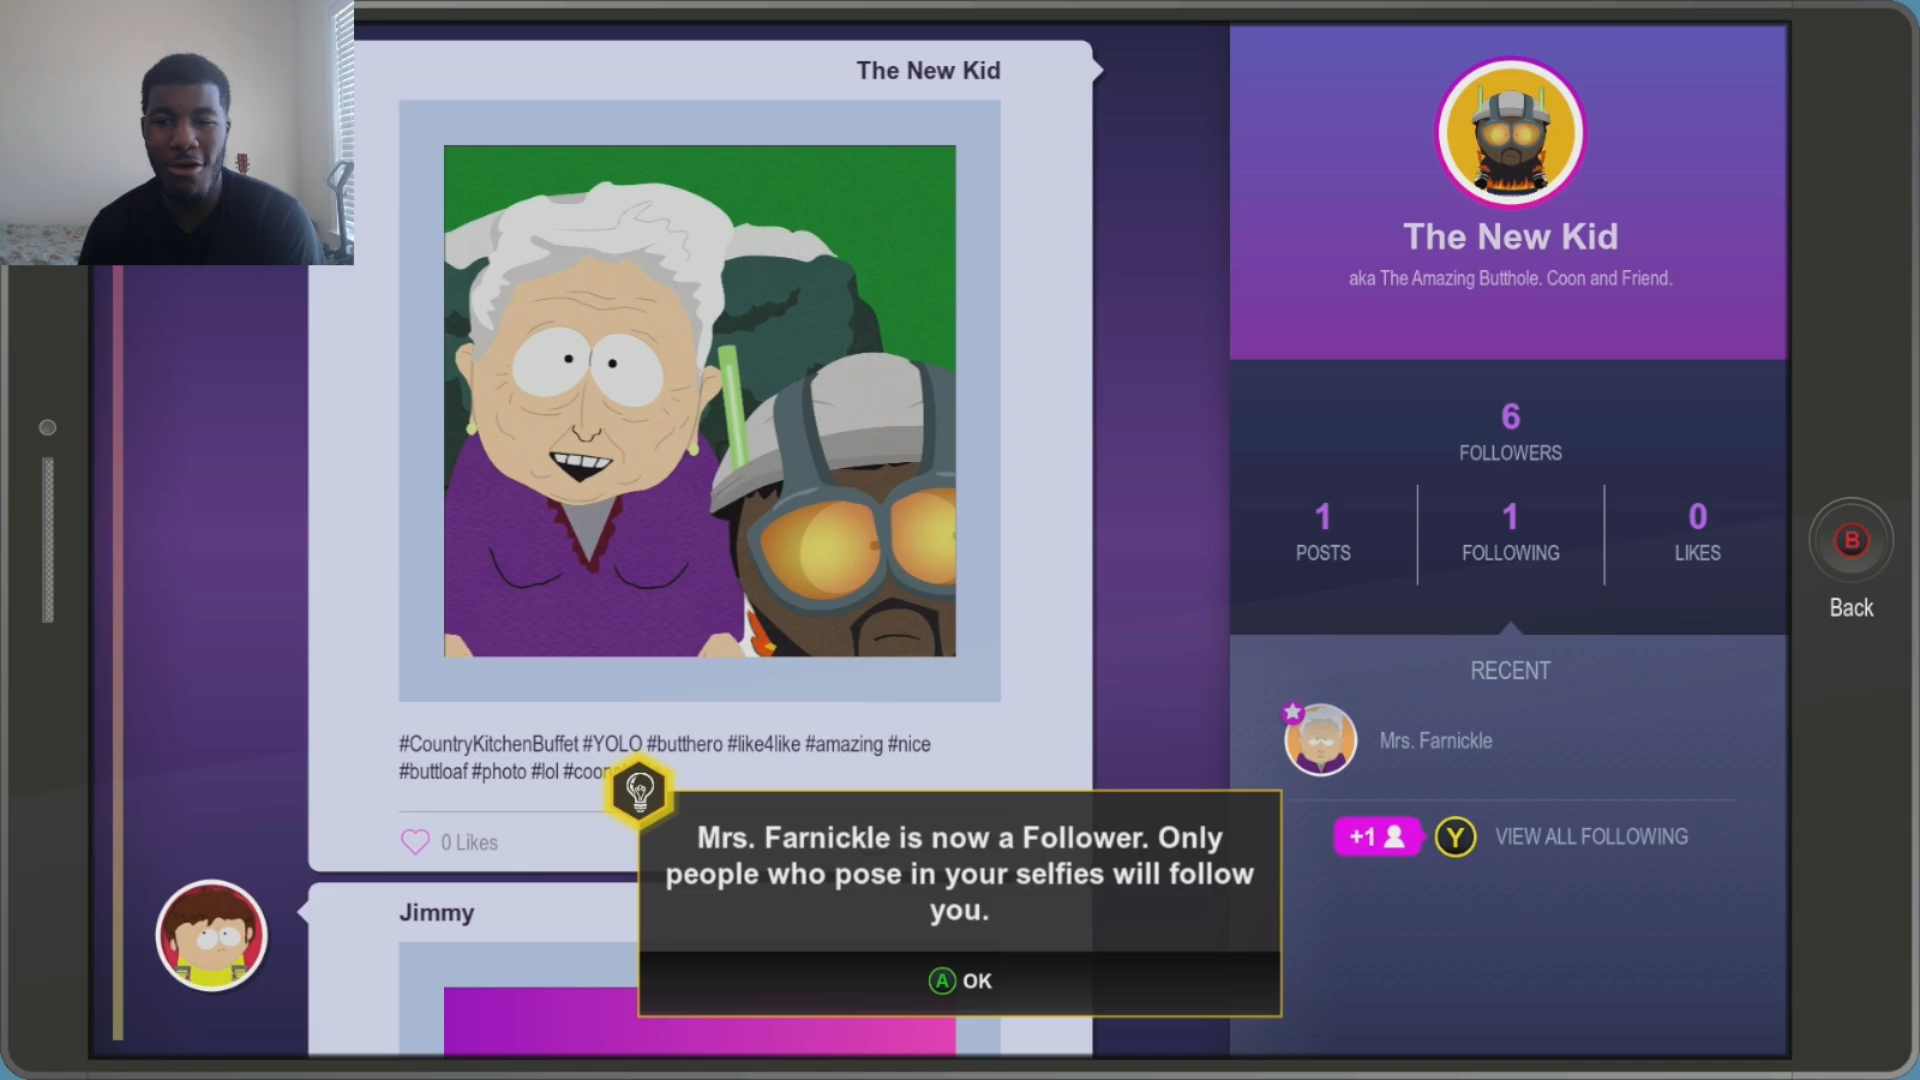 The New Kid
#CountryKitchenBuffet #YOLO #butthero #like4like #amazing #nice
#buttloaf #photo #lol
0 Likes
Jimmy
The New Kid
aka The Amazing Butthole. Coon and Friend.
6
FOLLOWERS
1
POSTS
1
FOLLOWING
0
LIKES
RECENT
Mrs. Farnickle
+1
Y VIEW ALL FOLLOWING
B
Back
Mrs. Farnickle is now a Follower. Only
people who pose in your selfies will follow
you.
A OK